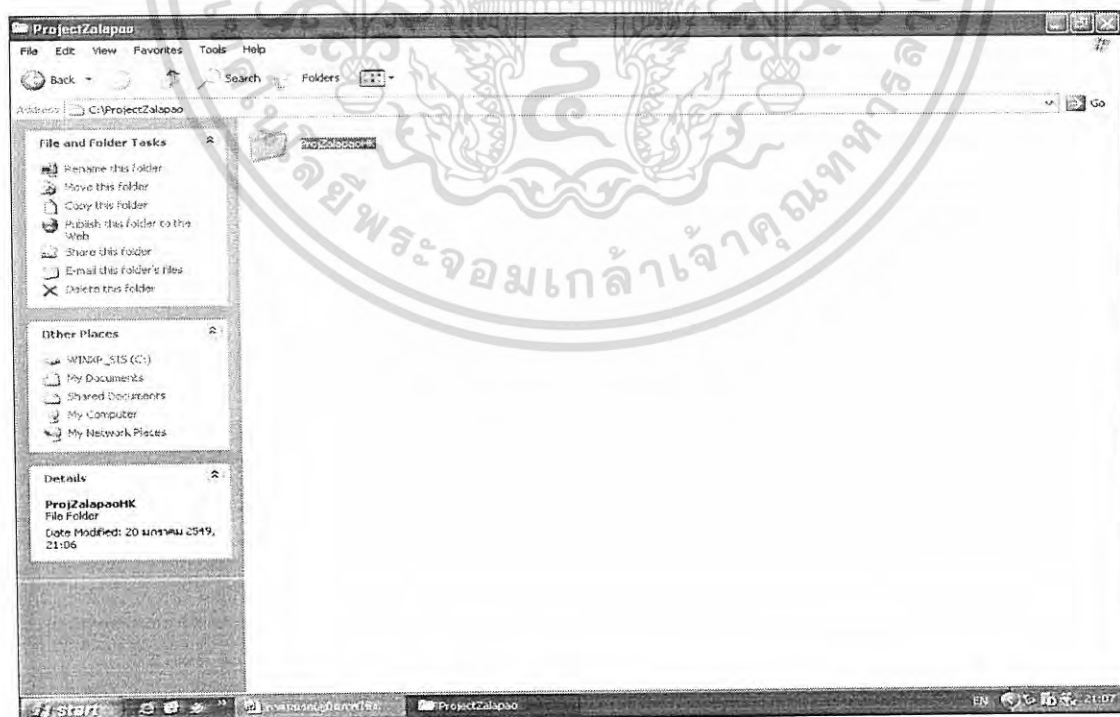 ProjectZalapao
File Edit View Favorites Tools Help
Back Search Folders
Address C:\ProjectZalapao Go
File and Folder Tasks
Rename this folder
Move this folder
Copy this folder
Publish this folder to the
Web
Share this folder
E-mail this folder's files
Delete this folder
ProjZalapaoHK
Other Places
WINXP_SIS (C:)
My Documents
Shared Documents
My Computer
My Network Places
Details
ProjZalapaoHK
File Folder
Date Modified: 20 มกราคม 2549,
21:06
พระจอมเกล้าเจ้าคุณทหาร
start ProjectZalapao EN 21:07